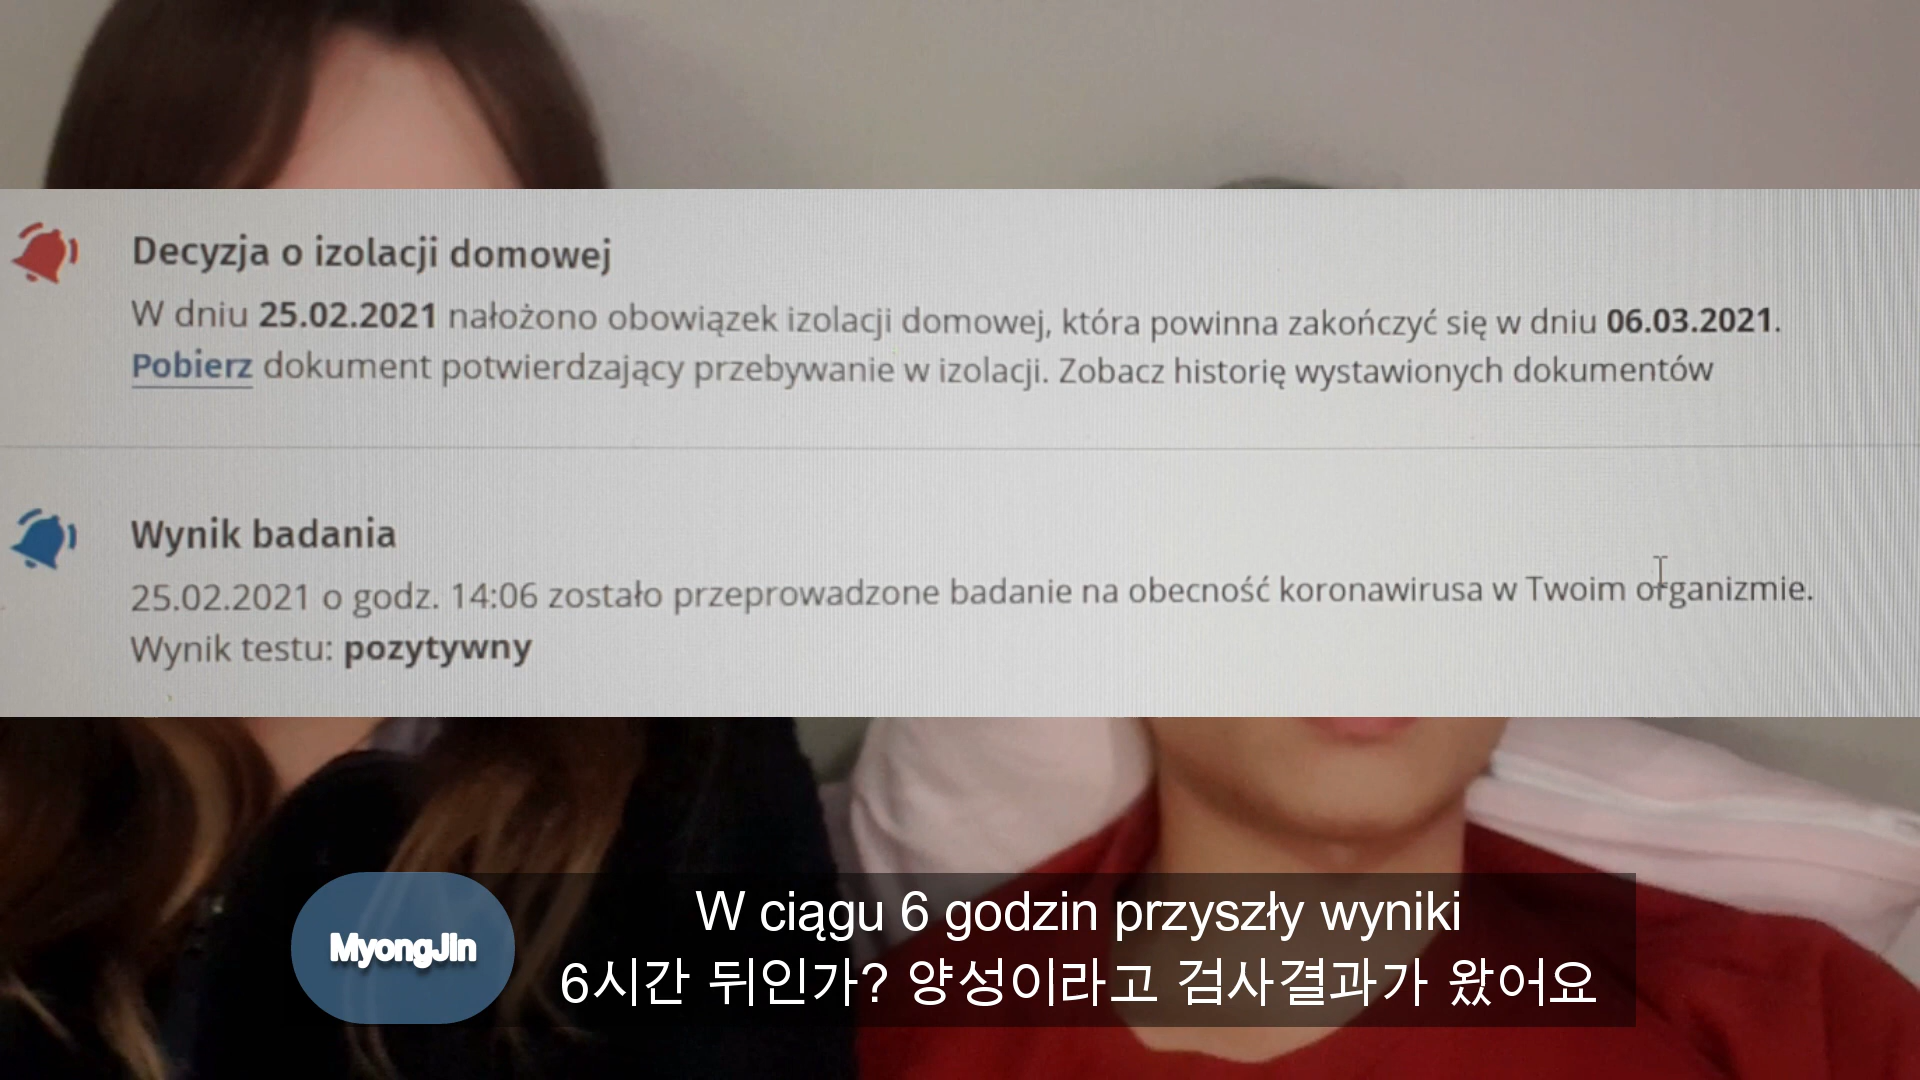 Decyzja o izolacji domowej
W dniu 25.02.2021 nałożono obowiązek izolacji domowej, która powinna zakończyć się w dniu 06.03.2021.
Pobierz dokument potwierdzający przebywanie w izolacji. Zobacz historię wystawionych dokumentów
Wynik badania
25.02.2021 o godz. 14:06 zostało przeprowadzone badanie na obecność koronawirusa w Twoim organizmie.
Wynik testu: pozytywny
MyongJin
W ciągu 6 godzin przyszły wyniki
6시간 뒤인가? 양성이라고 검사결과가 왔어요